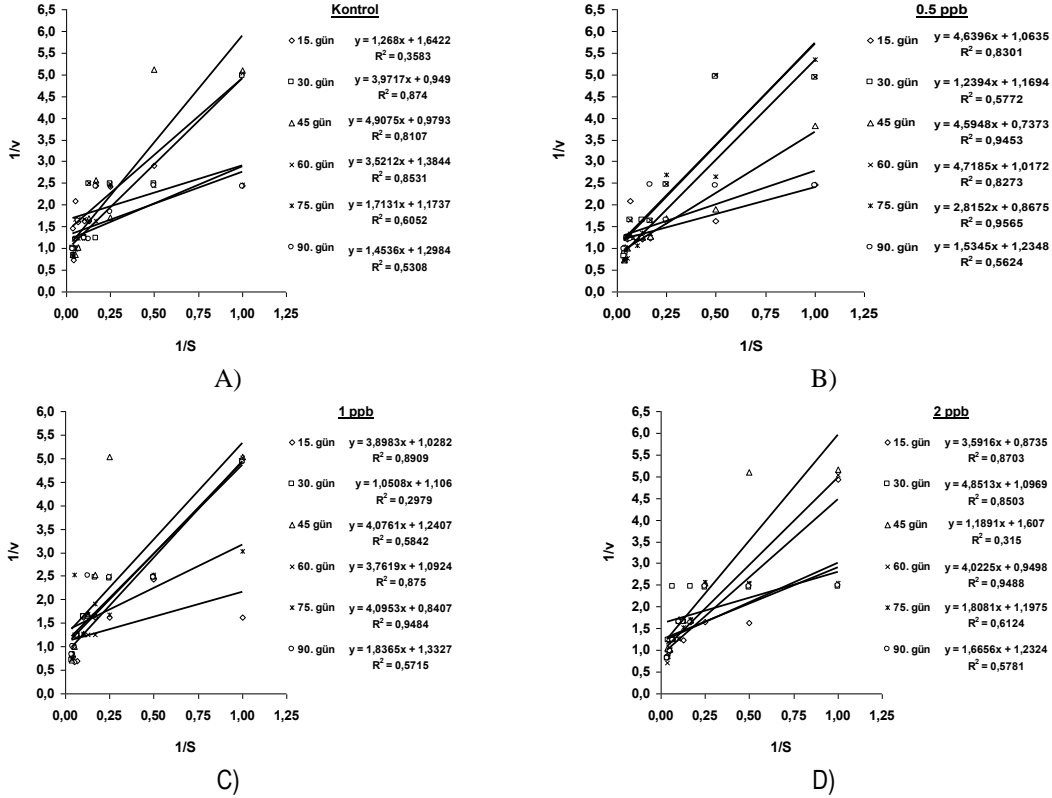 Kontrol
6,5
6,0
5,5
5,0
4,5
4,0
3,5
3,0
2,5
2,0
1,5
1,0
0,5
0,0
1/v
0,00 0,25 0,50 0,75 1,00 1,25
1/S
15. gün y = 1,268x + 1,6422
R² = 0,3583
30. gün y = 3,9717x + 0,949
R² = 0,874
45 gün y = 4,9075x + 0,9793
R² = 0,8107
60. gün y = 3,5212x + 1,3844
R² = 0,8531
75. gün y = 1,7131x + 1,1737
R² = 0,6052
90. gün y = 1,4536x + 1,2984
R² = 0,5308
A)
0.5 ppb
6,5
6,0
5,5
5,0
4,5
4,0
3,5
3,0
2,5
2,0
1,5
1,0
0,5
0,0
1/v
0,00 0,25 0,50 0,75 1,00 1,25
1/S
15. gün y = 4,6396x + 1,0635
R² = 0,8301
30. gün y = 1,2394x + 1,1694
R² = 0,5772
45 gün y = 4,5948x + 0,7373
R² = 0,9453
60. gün y = 4,7185x + 1,0172
R² = 0,8273
75. gün y = 2,8152x + 0,8675
R² = 0,9565
90. gün y = 1,5345x + 1,2348
R² = 0,5624
B)
1 ppb
6,0
5,5
5,0
4,5
4,0
3,5
3,0
2,5
2,0
1,5
1,0
0,5
0,0
1/v
0,00 0,25 0,50 0,75 1,00 1,25
1/S
15. gün y = 3,8983x + 1,0282
R² = 0,8909
30. gün y = 1,0508x + 1,106
R² = 0,2979
45 gün y = 4,0761x + 1,2407
R² = 0,5842
60. gün y = 3,7619x + 1,0924
R² = 0,875
75. gün y = 4,0953x + 0,8407
R² = 0,9484
90. gün y = 1,8365x + 1,3327
R² = 0,5715
C)
2 ppb
6,5
6,0
5,5
5,0
4,5
4,0
3,5
3,0
2,5
2,0
1,5
1,0
0,5
0,0
1/v
0,00 0,25 0,50 0,75 1,00 1,25
1/S
15. gün y = 3,5916x + 0,8735
R² = 0,8703
30. gün y = 4,8513x + 1,0969
R² = 0,8503
45 gün y = 1,1891x + 1,607
R² = 0,315
60. gün y = 4,0225x + 0,9498
R² = 0,9488
75. gün y = 1,8081x + 1,1975
R² = 0,6124
90. gün y = 1,6656x + 1,2324
R² = 0,5781
D)